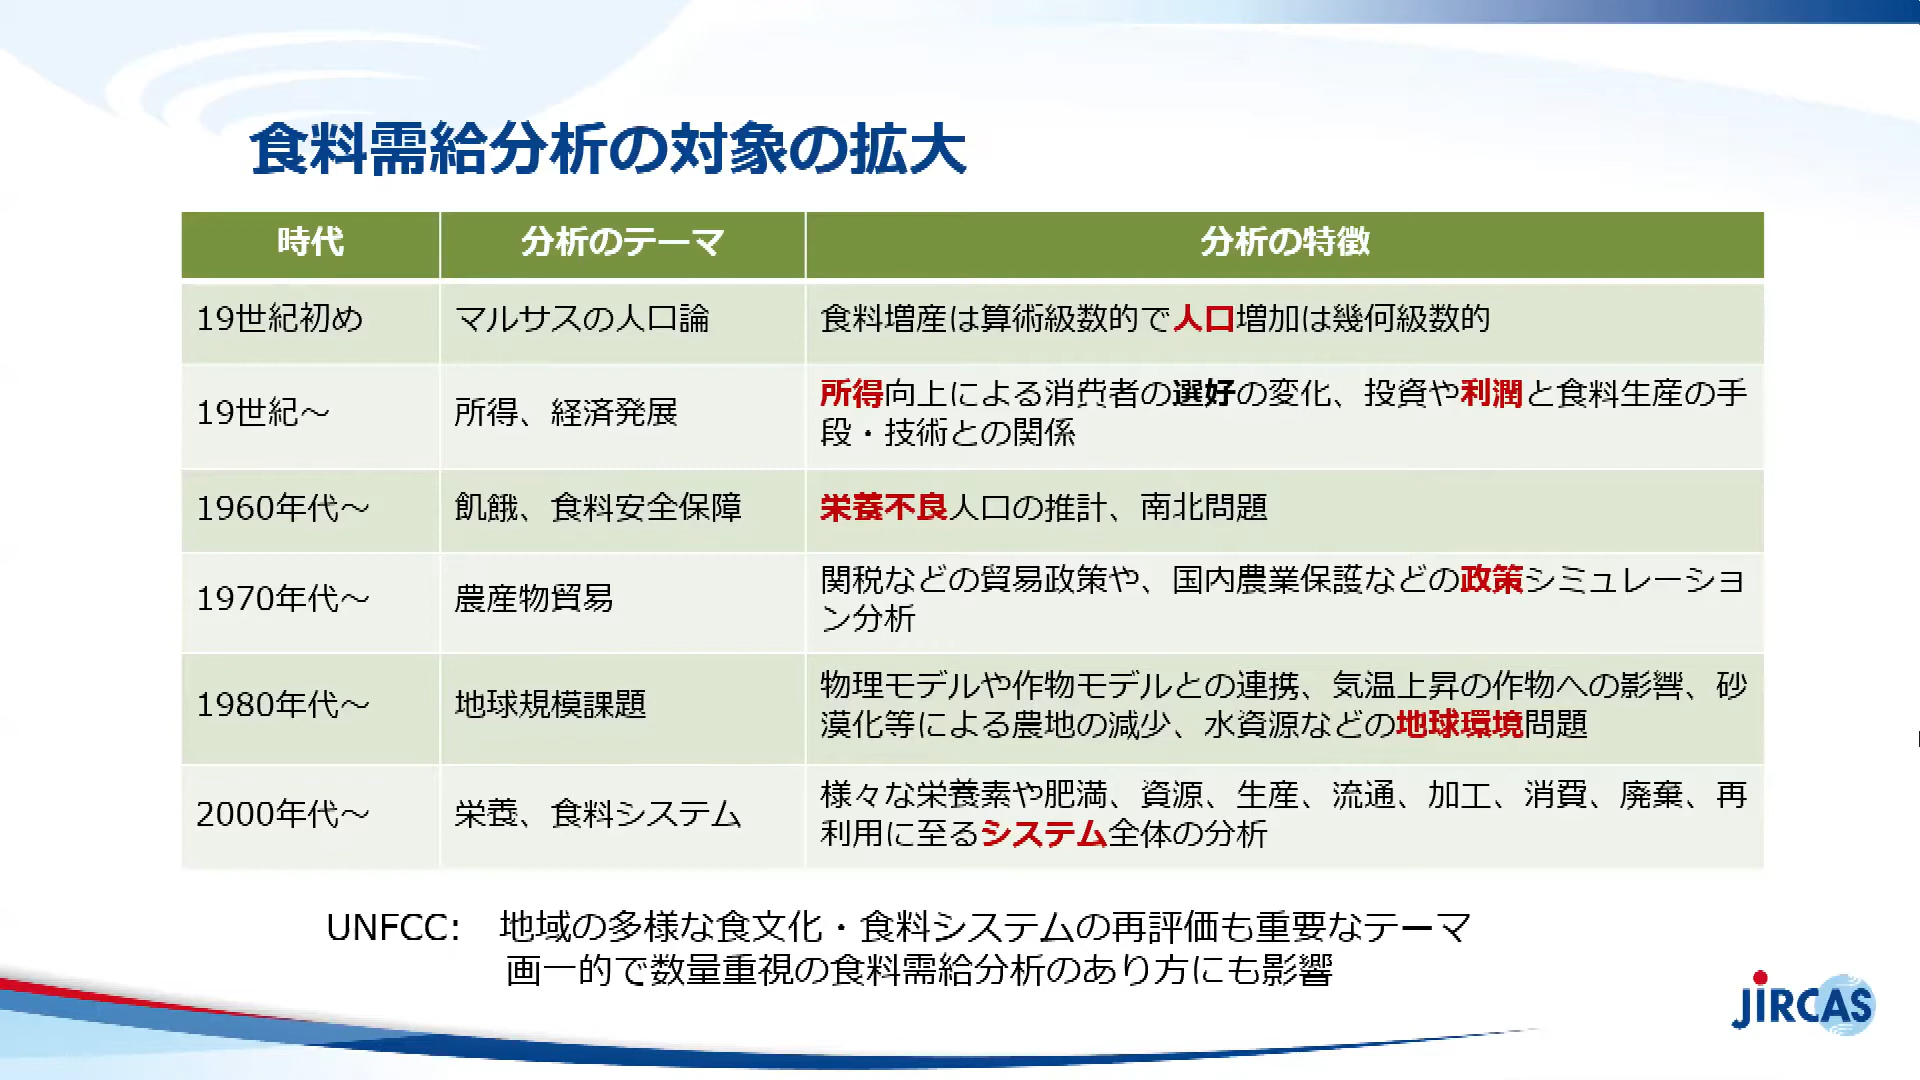 食料需給分析の対象の拡大
時代 分析のテーマ 分析の特徴
19世紀初め マルサスの人口論 食料増産は算術級数的で人口増加は幾何級数的
19世紀～ 所得、経済発展 所得向上による消費者の選好の変化、投資や利潤と食料生産の手
段・技術との関係
1960年代～ 飢餓、食料安全保障 栄養不良人口の推計、南北問題
1970年代～ 農産物貿易 関税などの貿易政策や、国内農業保護などの政策シミュレーショ
ン分析
1980年代～ 地球規模課題 物理モデルや作物モデルとの連携、気温上昇の作物への影響、砂
漠化等による農地の減少、水資源などの地球環境問題
2000年代～ 栄養、食料システム 様々な栄養素や肥満、資源、生産、流通、加工、消費、廃棄、再
利用に至るシステム全体の分析
UNFCC: 地域の多様な食文化・食料システムの再評価も重要なテーマ
画一的で数量重視の食料需給分析のあり方にも影響
JIRCAS